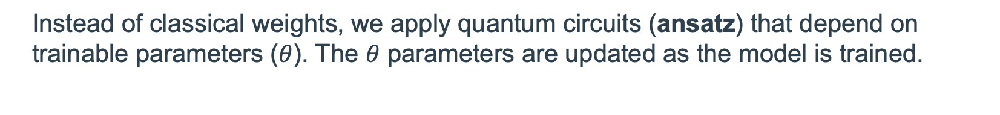 Instead of classical weights, we apply quantum circuits (ansatz) that depend on
trainable parameters (θ). The θ parameters are updated as the model is trained.